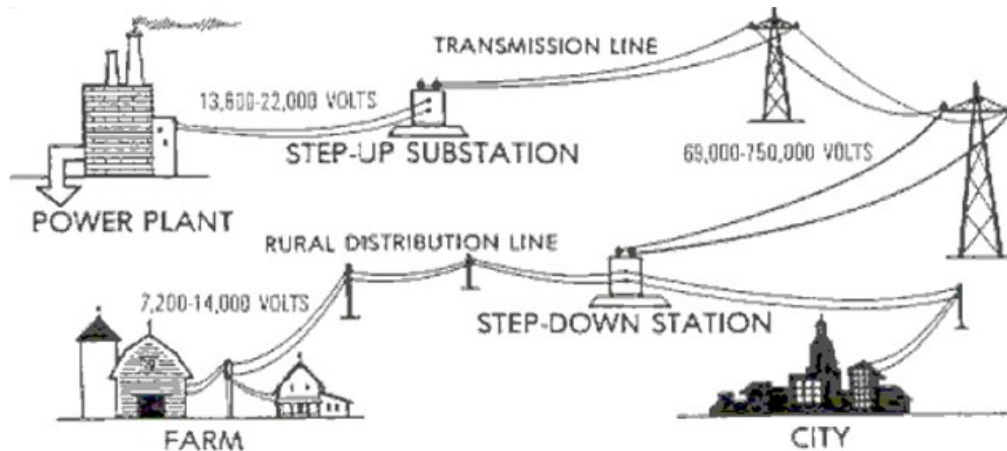 TRANSMISSION LINE
13,800-22,000 VOLTS
STEP-UP SUBSTATION
69,000-750,000 VOLTS
POWER PLANT
RURAL DISTRIBUTION LINE
7,200-14,000 VOLTS
STEP-DOWN STATION
FARM
CITY